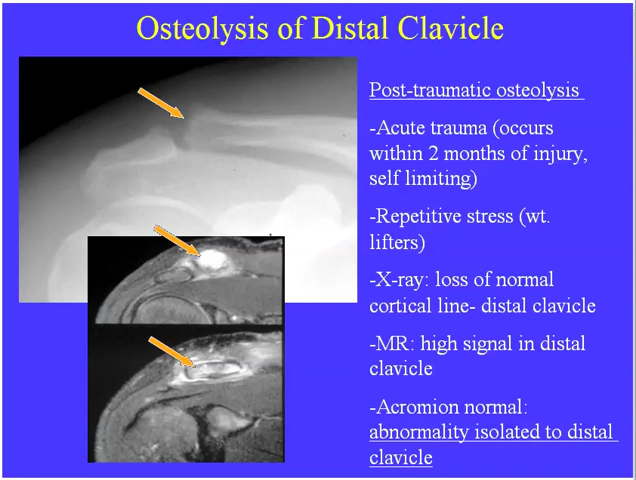 Osteolysis of Distal Clavicle
Post-traumatic osteolysis
-Acute trauma (occurs
within 2 months of injury,
self limiting)
-Repetitive stress (wt.
lifters)
-X-ray: loss of normal
cortical line- distal clavicle
-MR: high signal in distal
clavicle
-Acromion normal:
abnormality isolated to distal
clavicle